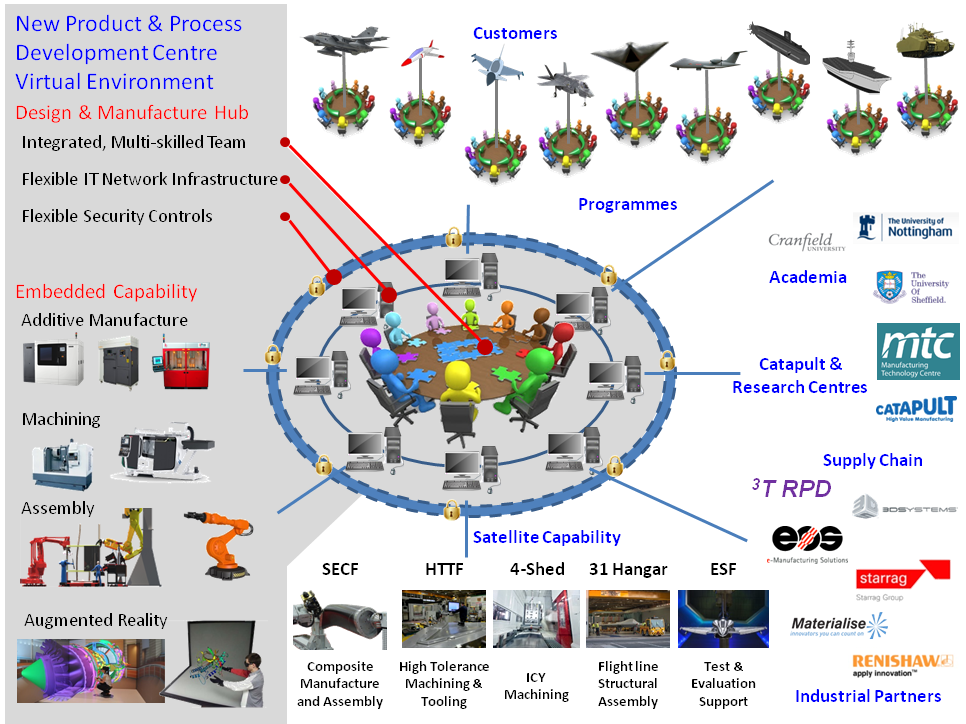 New Product & Process
Development Centre
Virtual Environment
Design & Manufacture Hub
Integrated, Multi-skilled Team
Flexible IT Network Infrastructure
Flexible Security Controls
Embedded Capability
Additive Manufacture
Machining
Assembly
Augmented Reality
Customers
Programmes
Cranfield
UNIVERSITY
The University of
Nottingham
Academia
The
University
Of
Sheffield.
mtc
Manufacturing
Technology Centre
Catapult &
Research Centres
CATAPULT
High Value Manufacturing
Supply Chain
3T RPD
3DSYSTEMS
eos
e-Manufacturing Solutions
starrag
Starrag Group
Materialise
innovators you can count on
RENISHAW
apply innovation™
Industrial Partners
Satellite Capability
SECF
HTTF
4-Shed
31 Hangar
ESF
Composite
Manufacture
and Assembly
High Tolerance
Machining &
Tooling
ICY
Machining
Flight line
Structural
Assembly
Test &
Evaluation
Support